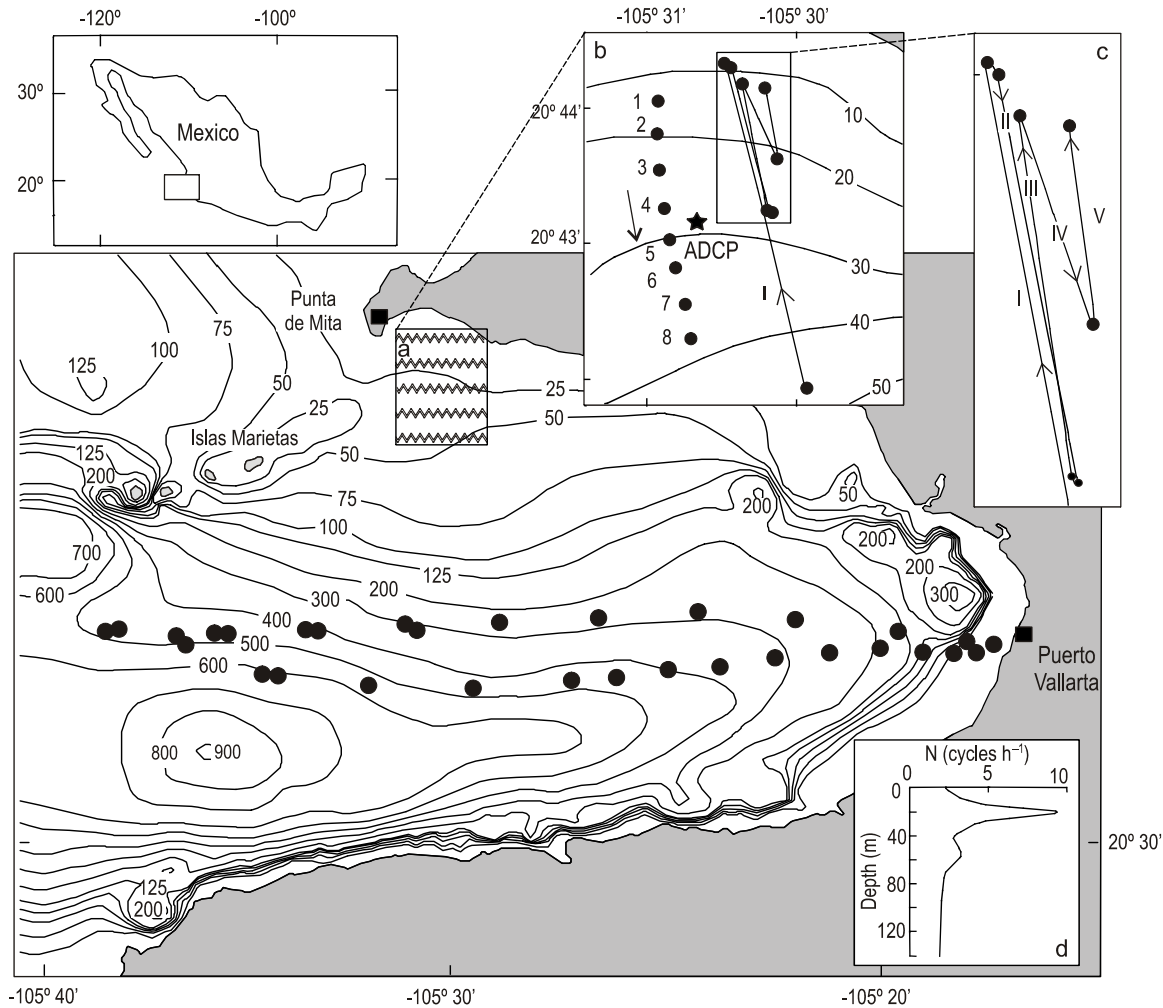 -120º
-100º
30º
20º
Mexico
b
-105º 31’
-105º 30’
20º 44’
20º 43’
1
2
3
4
5
6
7
8
ADCP
I
10
20
30
40
50
c
I
II
III
IV
V
Punta
de Mita
a
125
100
75
50
25
25
50
Islas Marietas
125
200
50
75
100
125
200
300
400
500
600
700
600
800
900
200
50
200
200
300
Puerto
Vallarta
125
200
N (cycles h⁻¹)
0
5
10
0
40
80
120
Depth (m)
d
20º 30’
-105º 40’
-105º 30’
-105º 20’